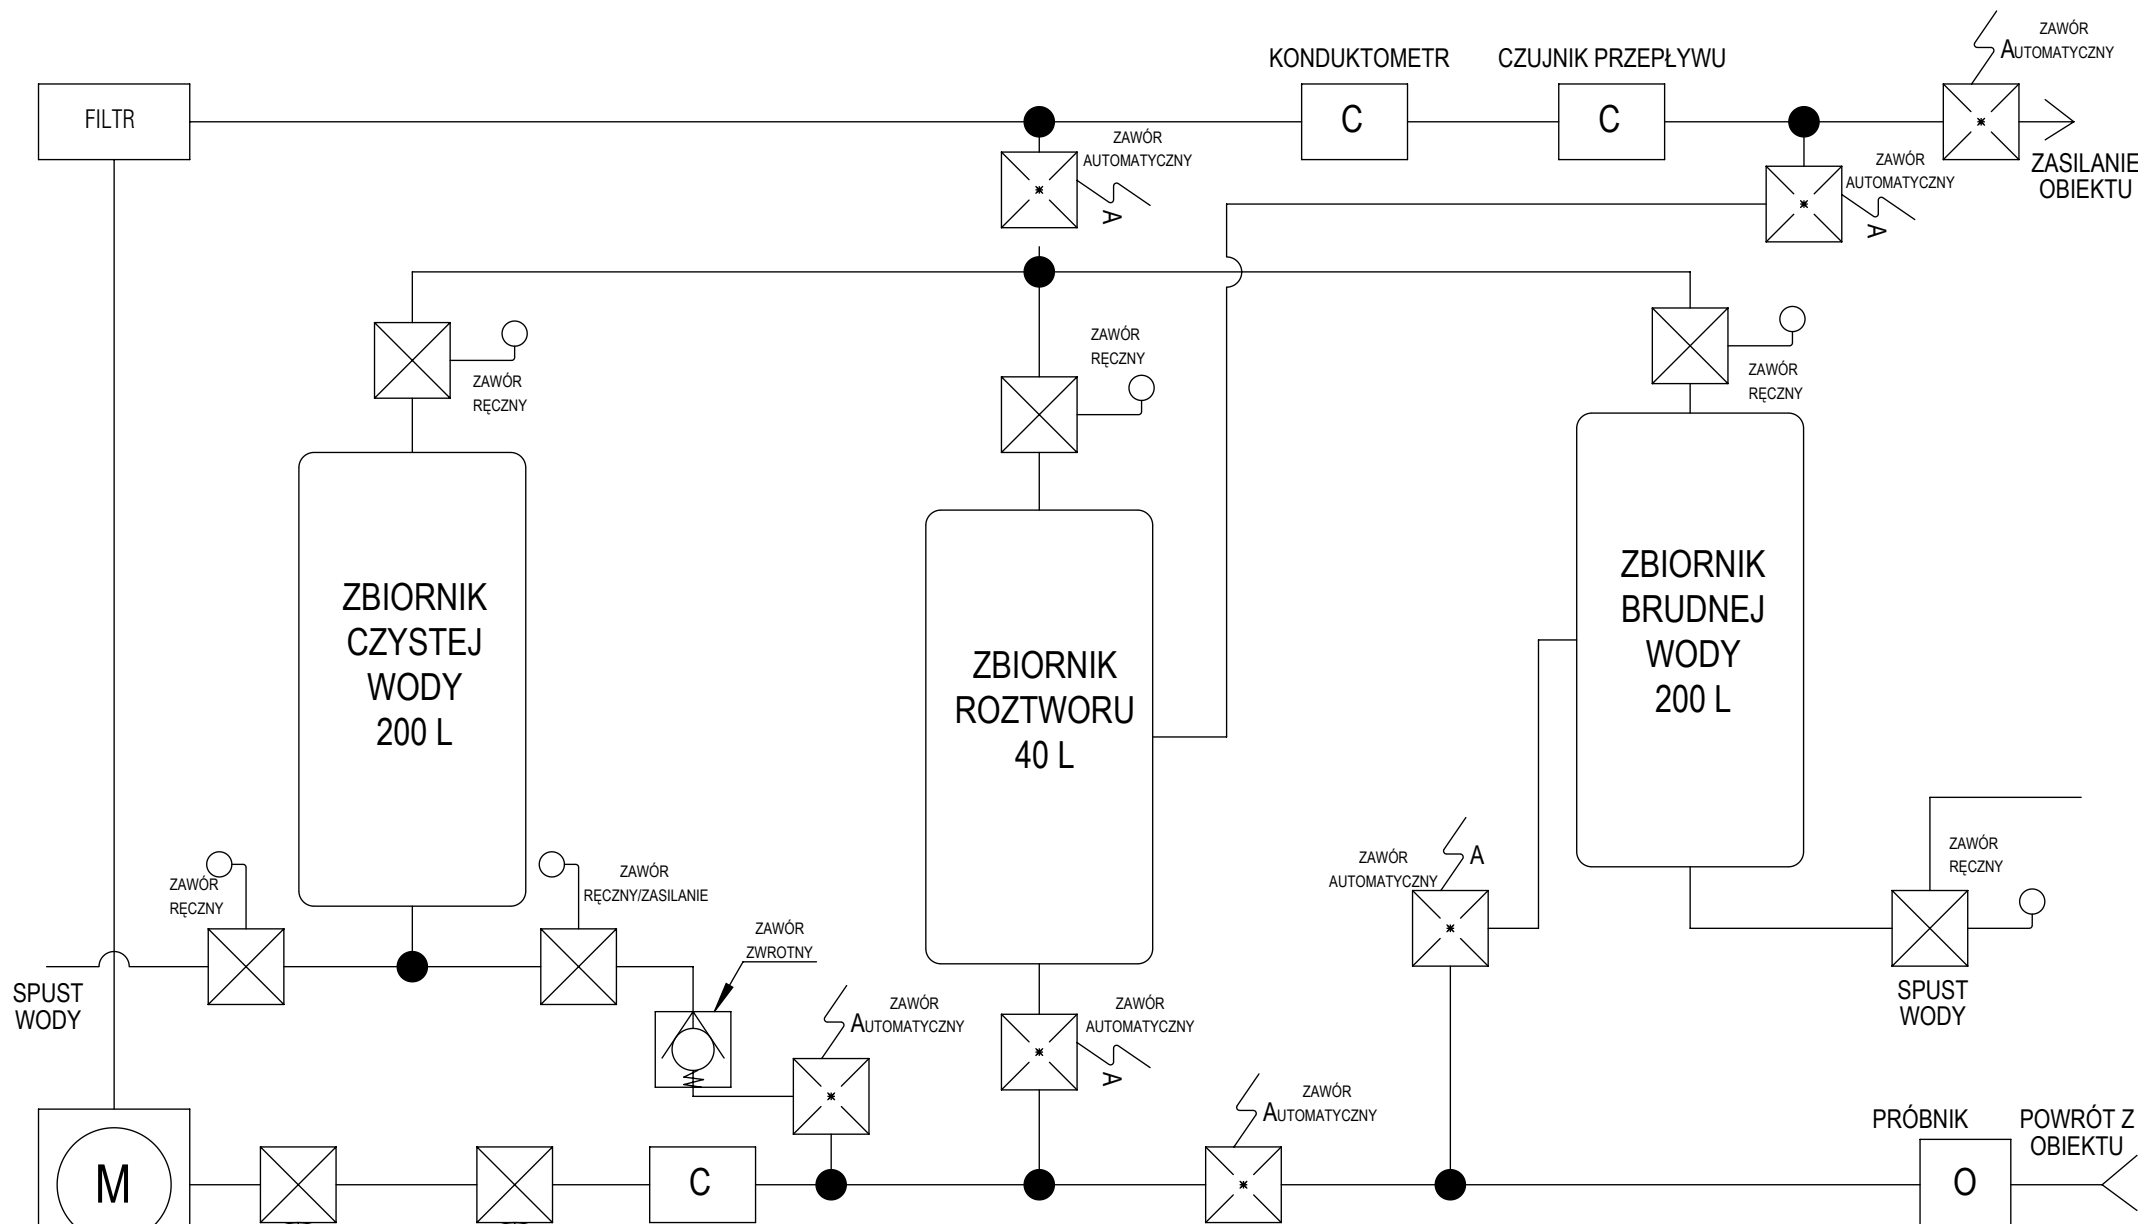 KONDUKTOMETR
CZUJNIK PRZEPŁYWU
ZAWÓR
AUTOMATYCZNY
FILTR
C
C
ZAWÓR
AUTOMATYCZNY
A
ZAWÓR
AUTOMATYCZNY
A
ZASILANIE
OBIEKTU
ZAWÓR
RĘCZNY
ZAWÓR
RĘCZNY
ZAWÓR
RĘCZNY
ZBIORNIK
CZYSTEJ
WODY
200 L
ZBIORNIK
ROZTWORU
40 L
ZBIORNIK
BRUDNEJ
WODY
200 L
ZAWÓR
RĘCZNY
ZAWÓR
RĘCZNY/ZASILANIE
ZAWÓR
AUTOMATYCZNY
A
ZAWÓR
RĘCZNY
ZAWÓR
ZWROTNY
SPUST
WODY
ZAWÓR
AUTOMATYCZNY
ZAWÓR
AUTOMATYCZNY
A
SPUST
WODY
ZAWÓR
AUTOMATYCZNY
PRÓBNIK
POWRÓT Z
OBIEKTU
M
C
O